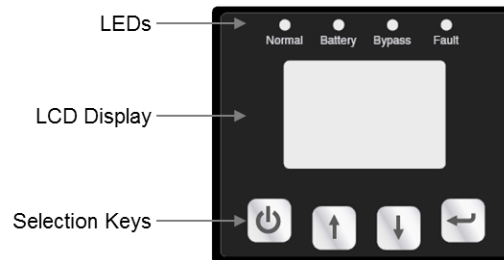 LEDs
Normal Battery Bypass Fault
LCD Display
Selection Keys